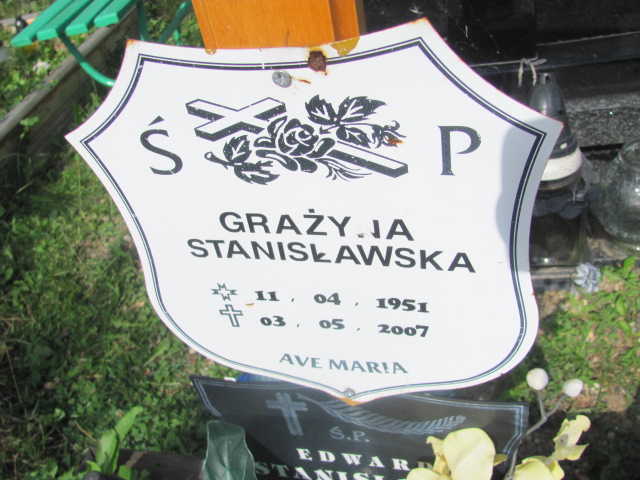 Ś P
GRAŻYNA
STANISŁAWSKA
11 . 04 . 1951
03 . 05 . 2007
AVE MARIA
Ś.P.
EDWARD